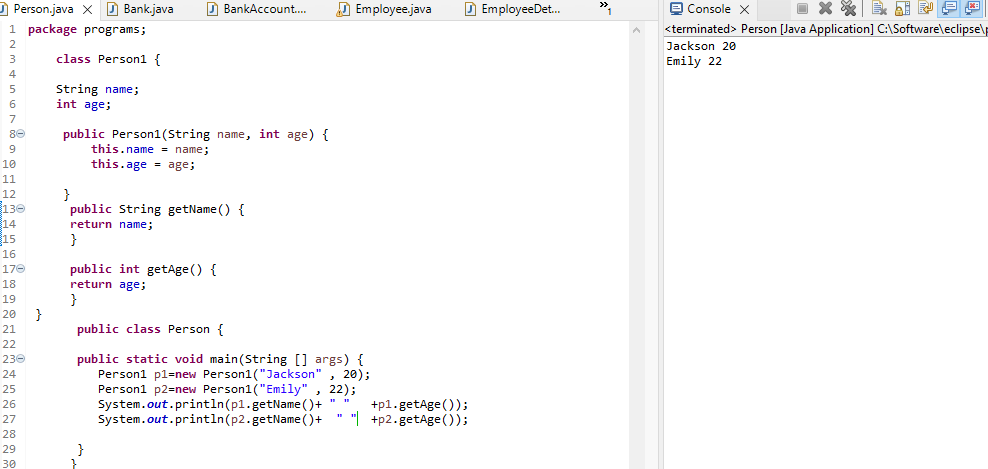 Person.java Bank.java BankAccount.... Employee.java EmployeeDet... »1
1 package programs;
2
3 class Person1 {
4
5 String name;
6 int age;
7
8 public Person1(String name, int age) {
9 this.name = name;
10 this.age = age;
11
12 }
13 public String getName() {
14 return name;
15 }
16
17 public int getAge() {
18 return age;
19 }
20 }
21 public class Person {
22
23 public static void main(String [] args) {
24 Person1 p1=new Person1("Jackson" , 20);
25 Person1 p2=new Person1("Emily" , 22);
26 System.out.println(p1.getName()+ " " +p1.getAge());
27 System.out.println(p2.getName()+ " " +p2.getAge());
28
29 }
30 }
Console
<terminated> Person [Java Application] C:\Software\eclipse\p
Jackson 20
Emily 22